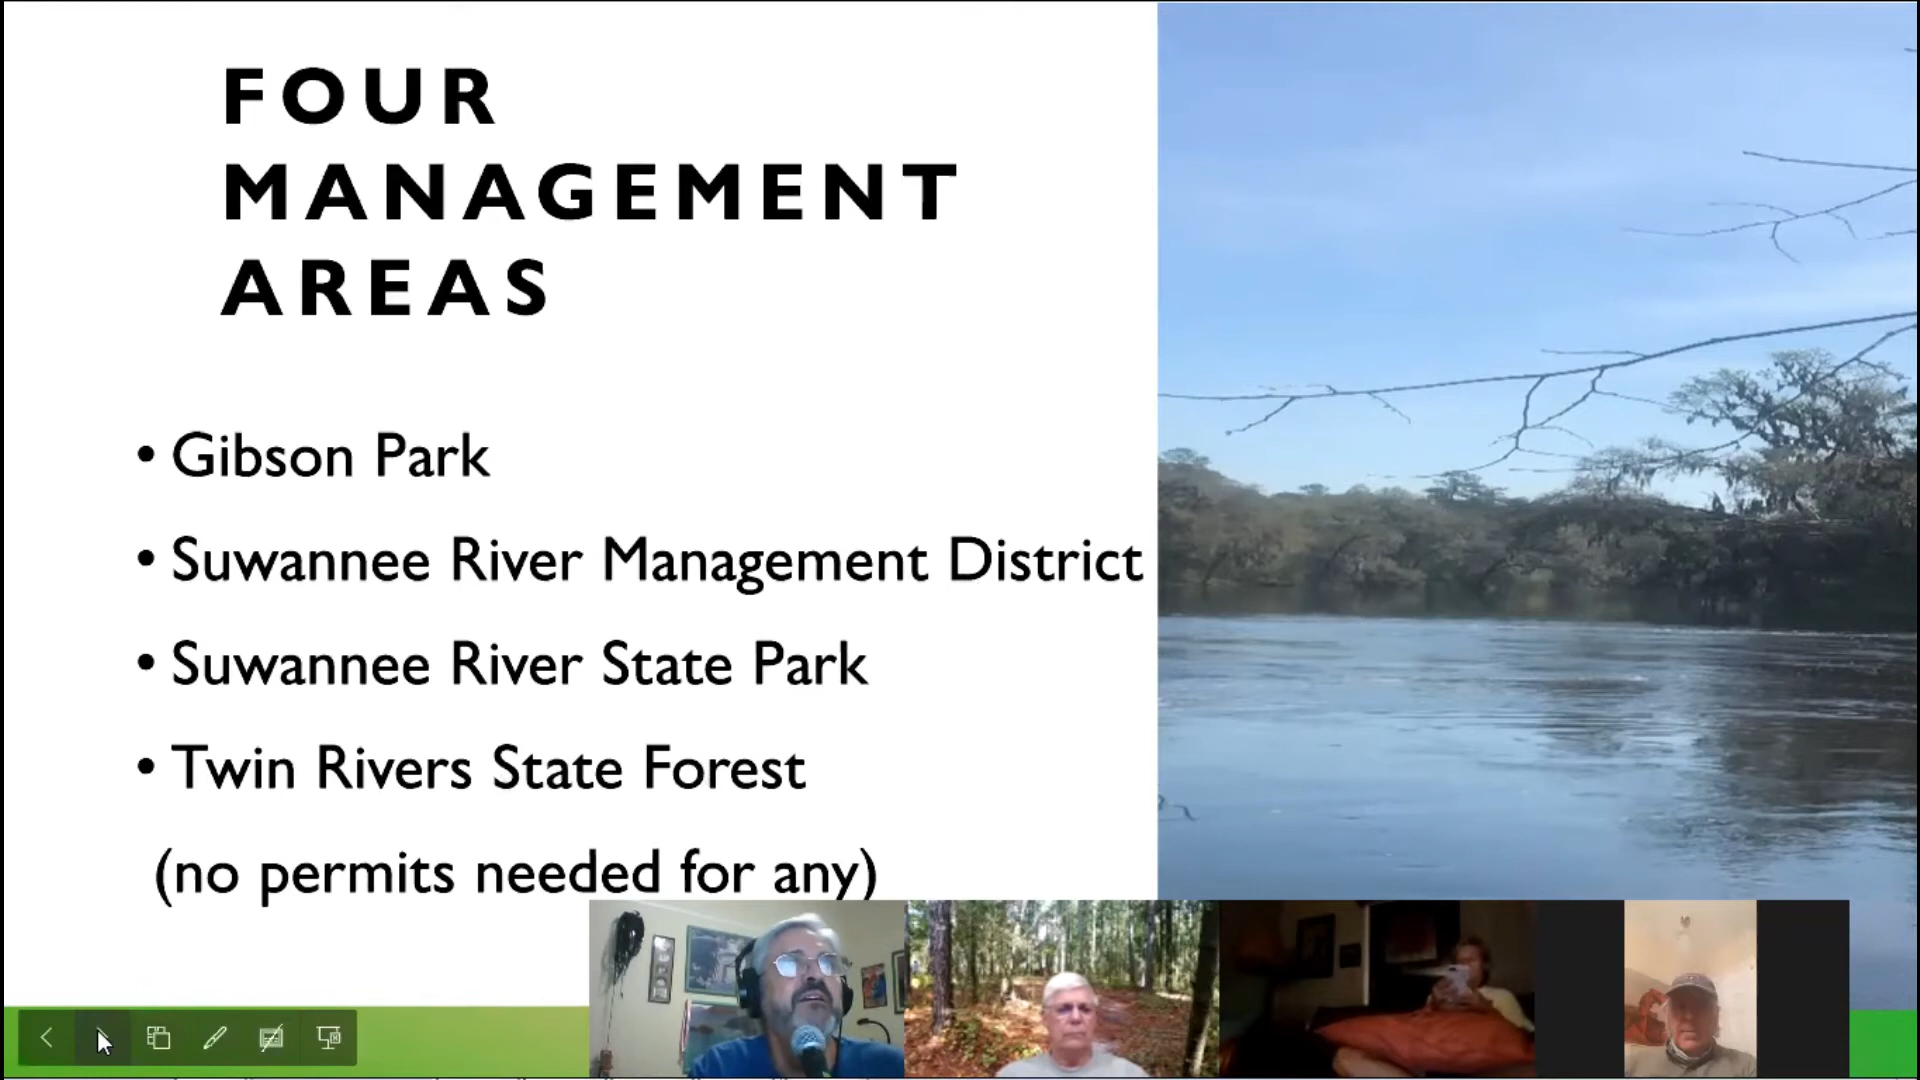 FOUR
MANAGEMENT
AREAS
• Gibson Park
• Suwannee River Management District
• Suwannee River State Park
• Twin Rivers State Forest
(no permits needed for any)